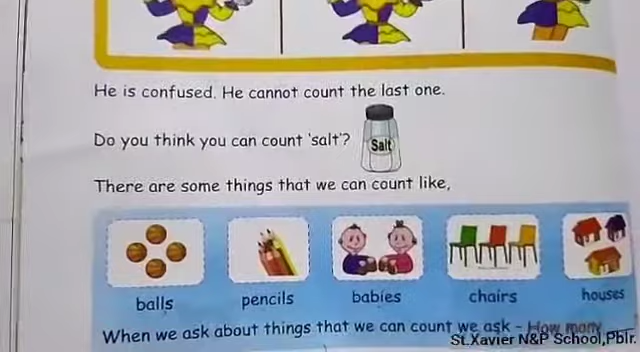 He is confused. He cannot count the last one.
Do you think you can count 'salt'?
Salt
There are some things that we can count like,
balls
pencils
babies
chairs
houses
When we ask about things that we can count we ask - How many
St.Xavier N&P School,Pblr.